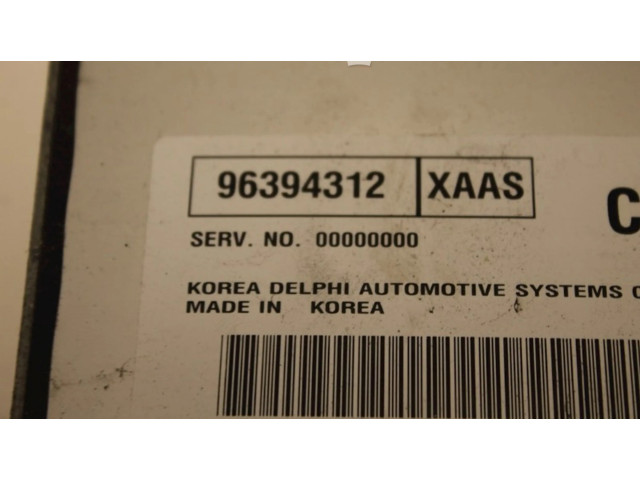 96394312 XAAS
SERV. NO. 00000000
KOREA DELPHI AUTOMOTIVE SYSTEMS
MADE IN KOREA